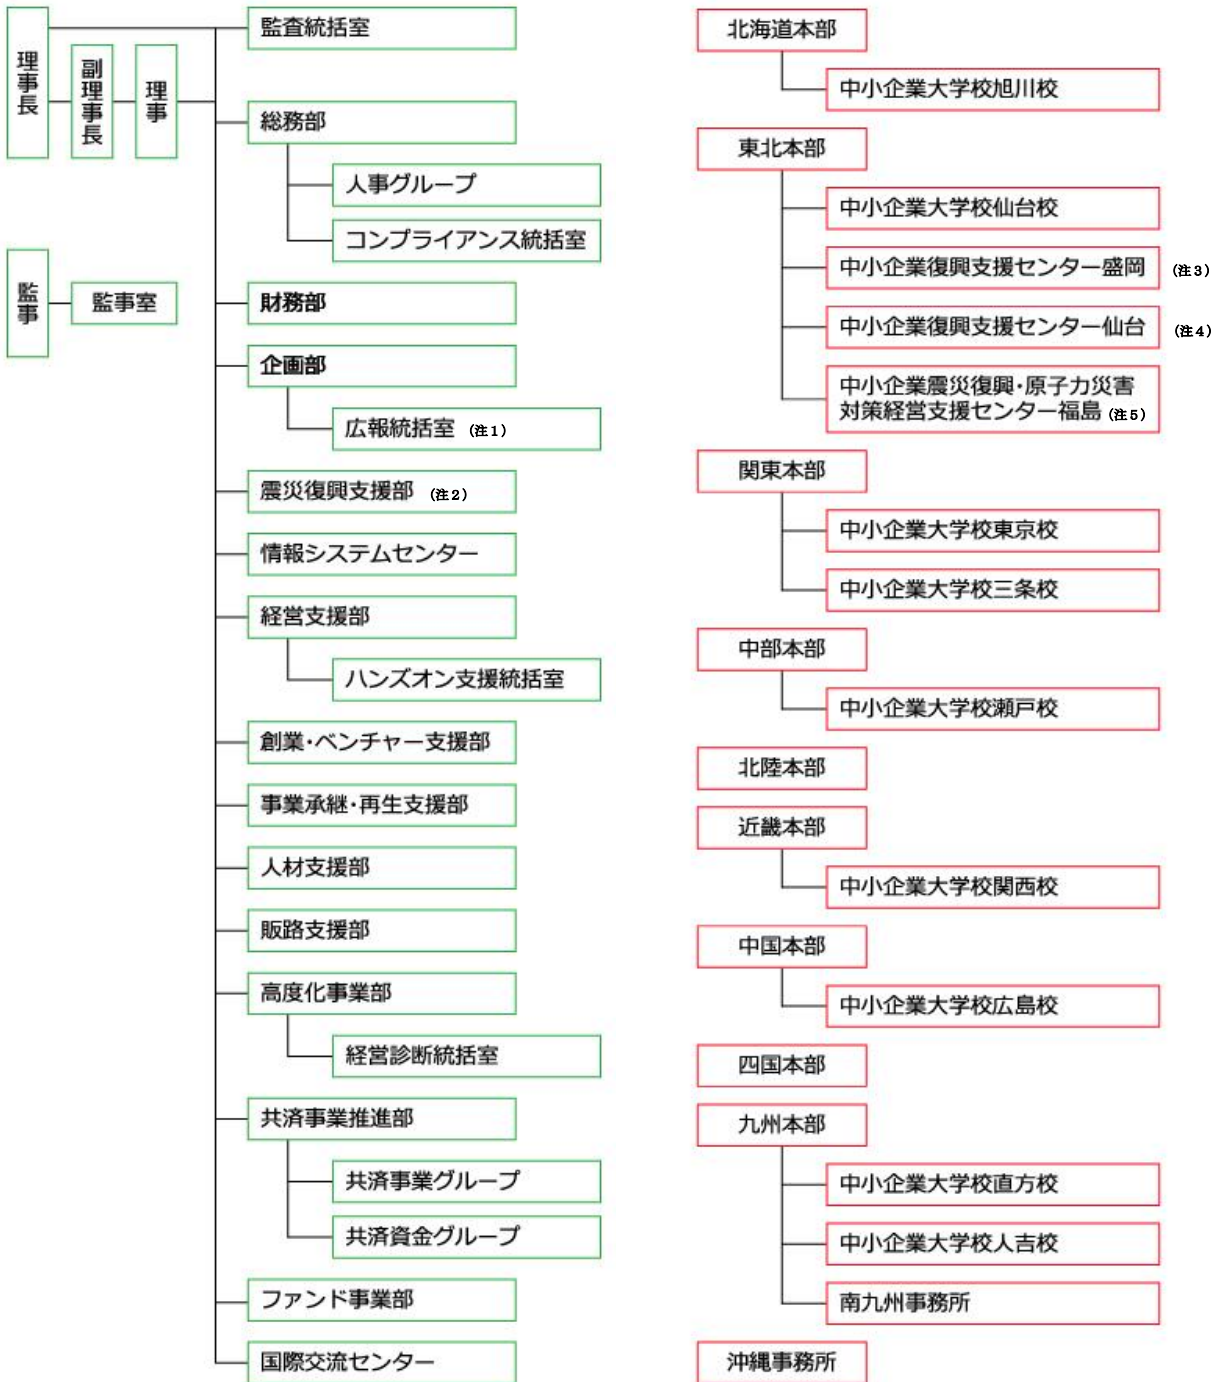 理事長
副理事長
理事
監事
監事室
監査統括室
総務部
人事グループ
コンプライアンス統括室
財務部
企画部
広報統括室 (注1)
震災復興支援部 (注2)
情報システムセンター
経営支援部
ハンズオン支援統括室
創業・ベンチャー支援部
事業承継・再生支援部
人材支援部
販路支援部
高度化事業部
経営診断統括室
共済事業推進部
共済事業グループ
共済資金グループ
ファンド事業部
国際交流センター
北海道本部
中小企業大学校旭川校
東北本部
中小企業大学校仙台校
中小企業復興支援センター盛岡 (注3)
中小企業復興支援センター仙台 (注4)
中小企業震災復興・原子力災害
対策経営支援センター福島 (注5)
関東本部
中小企業大学校東京校
中小企業大学校三条校
中部本部
中小企業大学校瀬戸校
北陸本部
近畿本部
中小企業大学校関西校
中国本部
中小企業大学校広島校
四国本部
九州本部
中小企業大学校直方校
中小企業大学校人吉校
南九州事務所
沖縄事務所